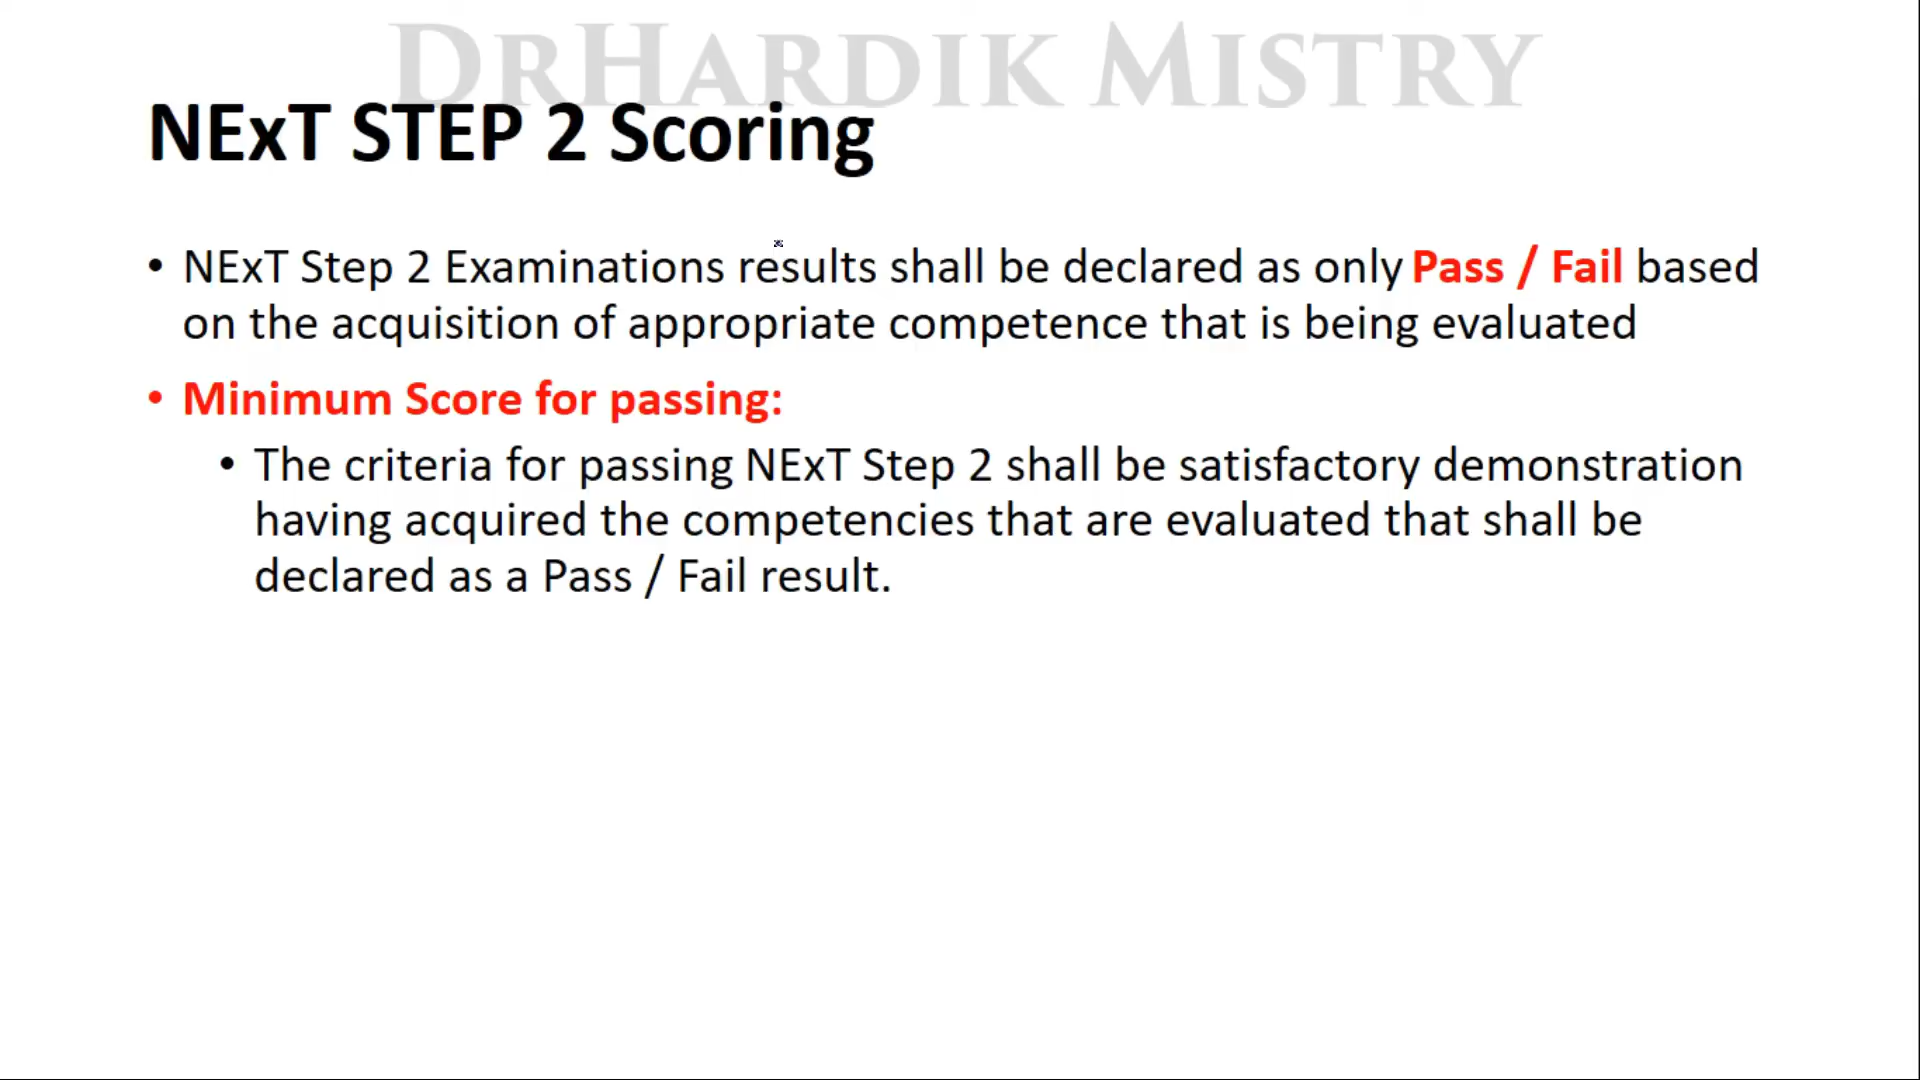 DRHARDIK MISTRY
NExT STEP 2 Scoring
• NExT Step 2 Examinations results shall be declared as only Pass / Fail based
on the acquisition of appropriate competence that is being evaluated
• Minimum Score for passing:
• The criteria for passing NExT Step 2 shall be satisfactory demonstration
having acquired the competencies that are evaluated that shall be
declared as a Pass / Fail result.